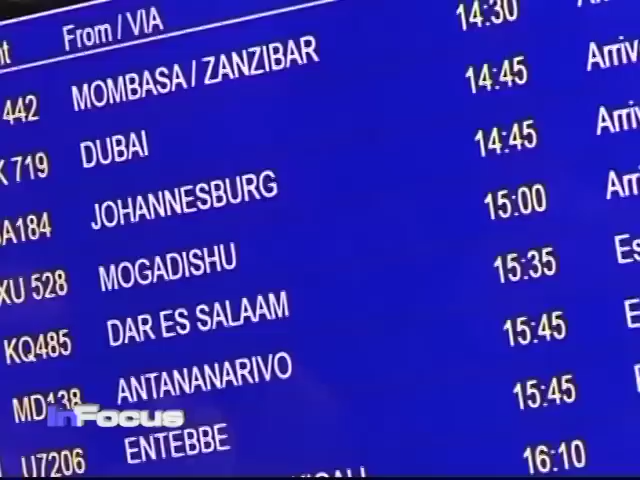 From / VIA
442 MOMBASA / ZANZIBAR 14:30
K 719 DUBAI 14:45 Arriv
A184 JOHANNESBURG 14:45 Arriv
XU 528 MOGADISHU 15:00 Arri
KQ485 DAR ES SALAAM 15:35 Es
MD138 ANTANANARIVO 15:45 E
U7206 ENTEBBE 15:45
16:10
InFocus